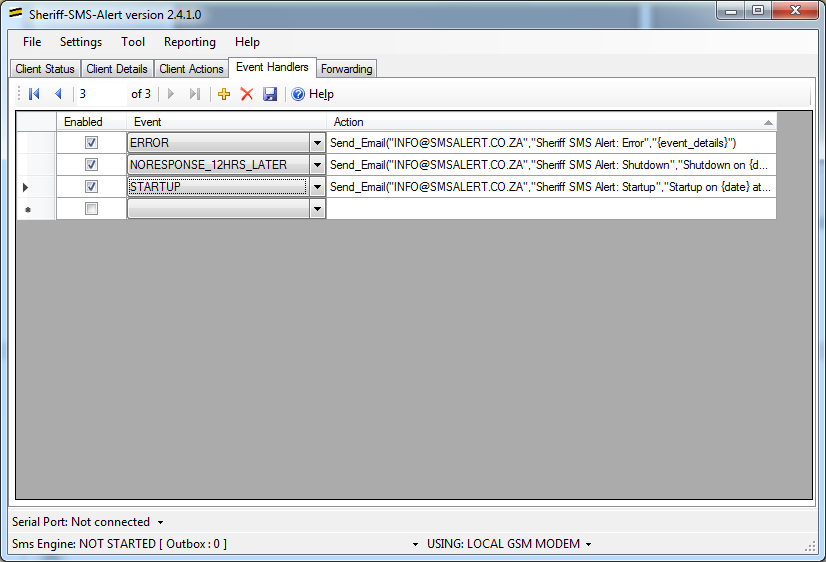 Sheriff-SMS-Alert version 2.4.1.0
File Settings Tool Reporting Help
Client Status Client Details Client Actions Event Handlers Forwarding
3 of 3 Help
Enabled Event Action
ERROR Send_Email("INFO@SMSALERT.CO.ZA","Sheriff SMS Alert: Error","{event_details}")
NORESPONSE_12HRS_LATER Send_Email("INFO@SMSALERT.CO.ZA","Sheriff SMS Alert: Shutdown","Shutdown on {d...
STARTUP Send_Email("INFO@SMSALERT.CO.ZA","Sheriff SMS Alert: Startup","Startup on {date} at...
Serial Port: Not connected
Sms Engine: NOT STARTED [ Outbox : 0 ] USING: LOCAL GSM MODEM